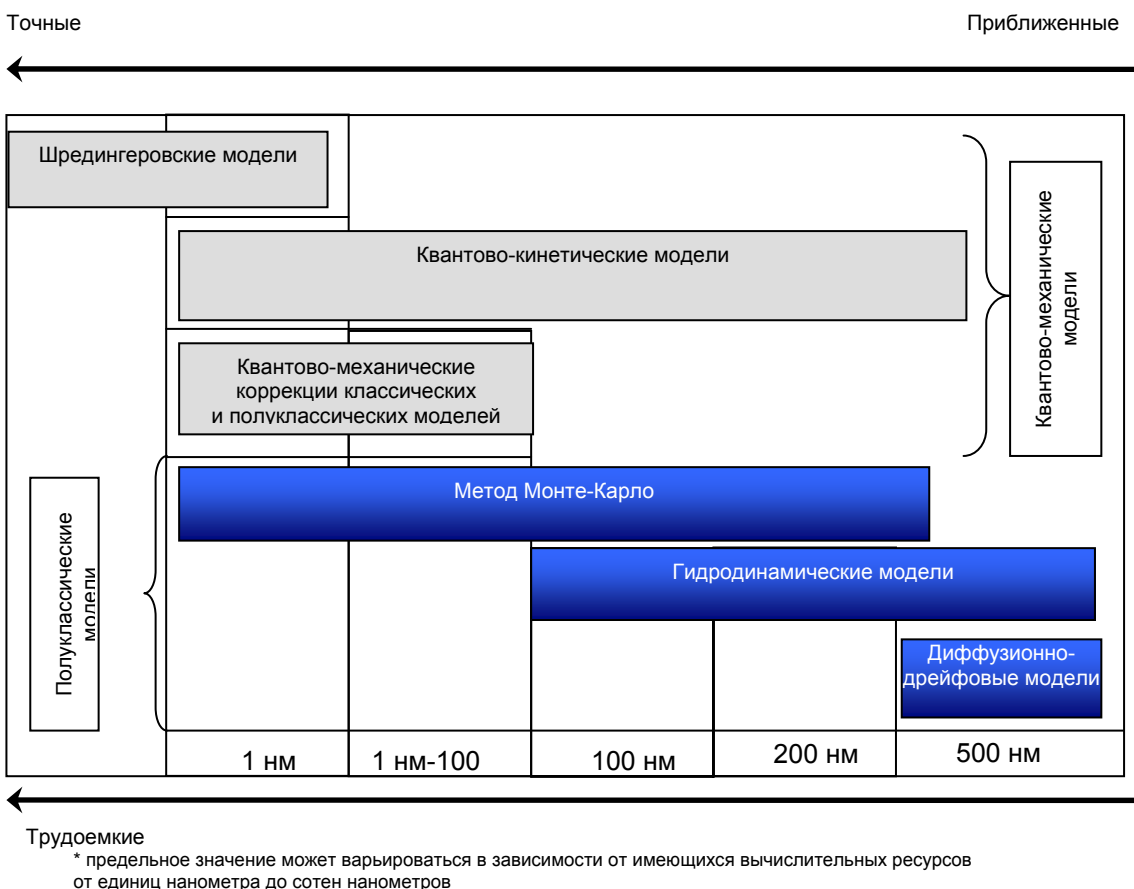 Точные
Приближенные
Шредингеровские модели
Квантово-кинетические модели
Квантово-механические
модели
Квантово-механические
коррекции классических
и полуклассических моделей
Полуклассические
модели
Метод Монте-Карло
Гидродинамические модели
Диффузионно-
дрейфовые модели
1 нм
1 нм-100
100 нм
200 нм
500 нм
Трудоемкие
* предельное значение может варьироваться в зависимости от имеющихся вычислительных ресурсов
от единиц нанометра до сотен нанометров